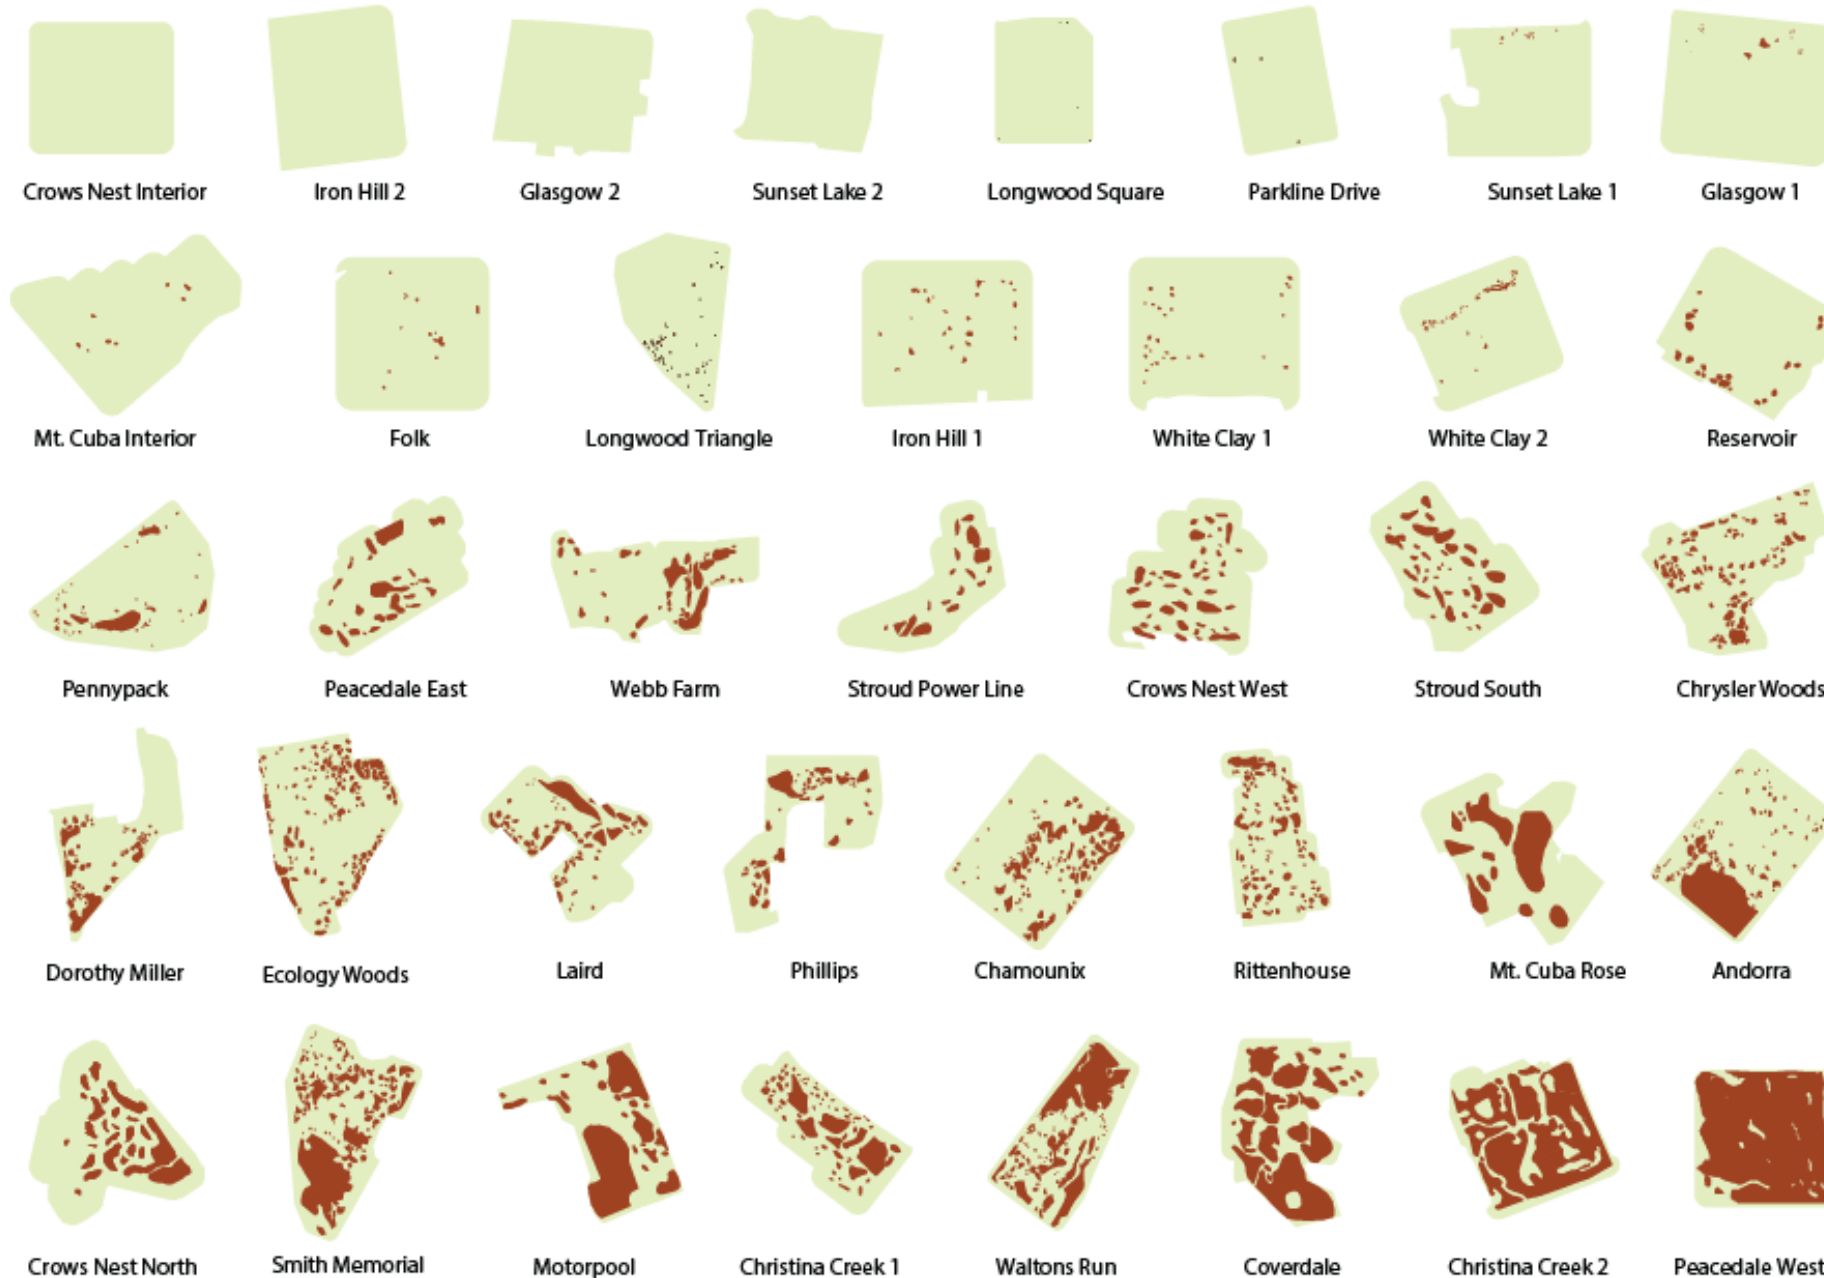 Crows Nest Interior
Iron Hill 2
Glasgow 2
Sunset Lake 2
Longwood Square
Parkline Drive
Sunset Lake 1
Glasgow 1
Mt. Cuba Interior
Folk
Longwood Triangle
Iron Hill 1
White Clay 1
White Clay 2
Reservoir
Pennypack
Peacedale East
Webb Farm
Stroud Power Line
Crows Nest West
Stroud South
Chrysler Woods
Dorothy Miller
Ecology Woods
Laird
Phillips
Chamounix
Rittenhouse
Mt. Cuba Rose
Andorra
Crows Nest North
Smith Memorial
Motorpool
Christina Creek 1
Waltons Run
Coverdale
Christina Creek 2
Peacedale West